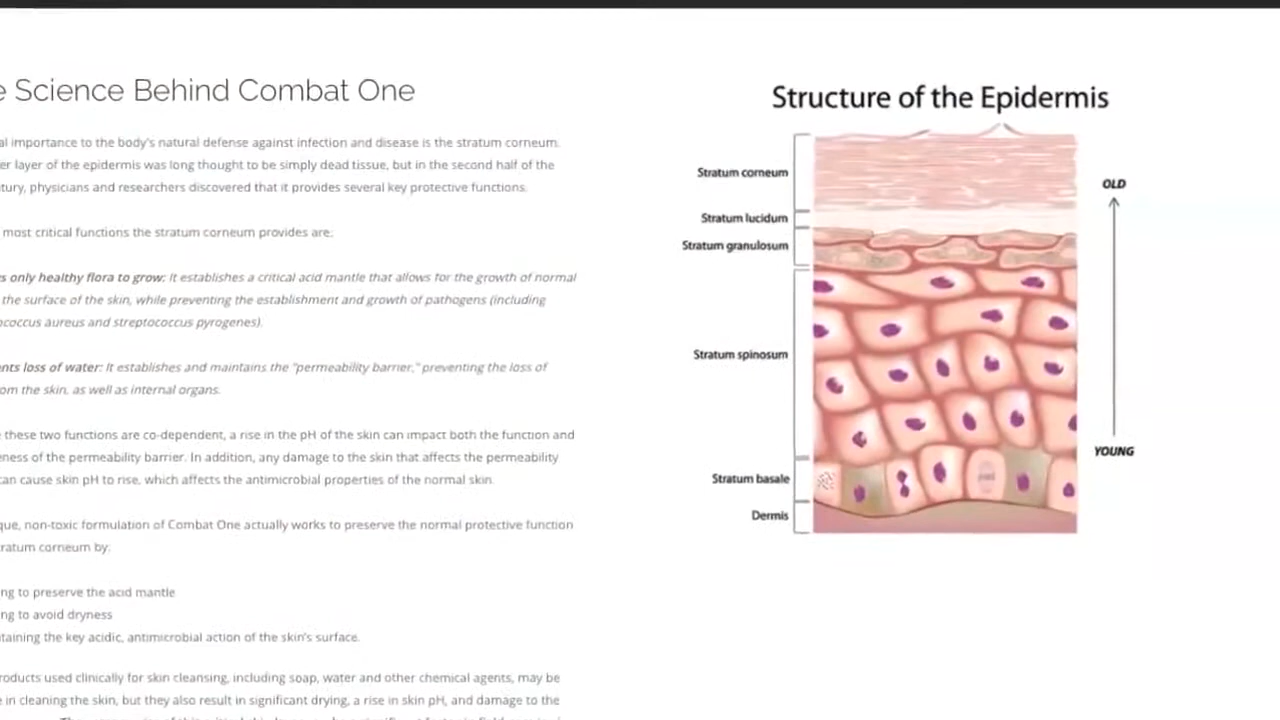 e Science Behind Combat One
al importance to the body's natural defense against infection and disease is the stratum corneum.
er layer of the epidermis was long thought to be simply dead tissue, but in the second half of the
tury, physicians and researchers discovered that it provides several key protective functions.
most critical functions the stratum corneum provides are:
s only healthy flora to grow: It establishes a critical acid mantle that allows for the growth of normal
the surface of the skin, while preventing the establishment and growth of pathogens (including
ococcus aureus and streptococcus pyrogenes).
nts loss of water: It establishes and maintains the "permeability barrier," preventing the loss of
om the skin, as well as internal organs.
e these two functions are co-dependent, a rise in the pH of the skin can impact both the function and
eness of the permeability barrier. In addition, any damage to the skin that affects the permeability
can cause skin pH to rise, which affects the antimicrobial properties of the normal skin.
que, non-toxic formulation of Combat One actually works to preserve the normal protective function
ratum corneum by:
ng to preserve the acid mantle
ng to avoid dryness
taining the key acidic, antimicrobial action of the skin's surface.
roducts used clinically for skin cleansing, including soap, water and other chemical agents, may be
e in cleaning the skin, but they also result in significant drying, a rise in skin pH, and damage to the
Structure of the Epidermis
Stratum corneum
Stratum lucidum
Stratum granulosum
Stratum spinosum
Stratum basale
Dermis
OLD
YOUNG